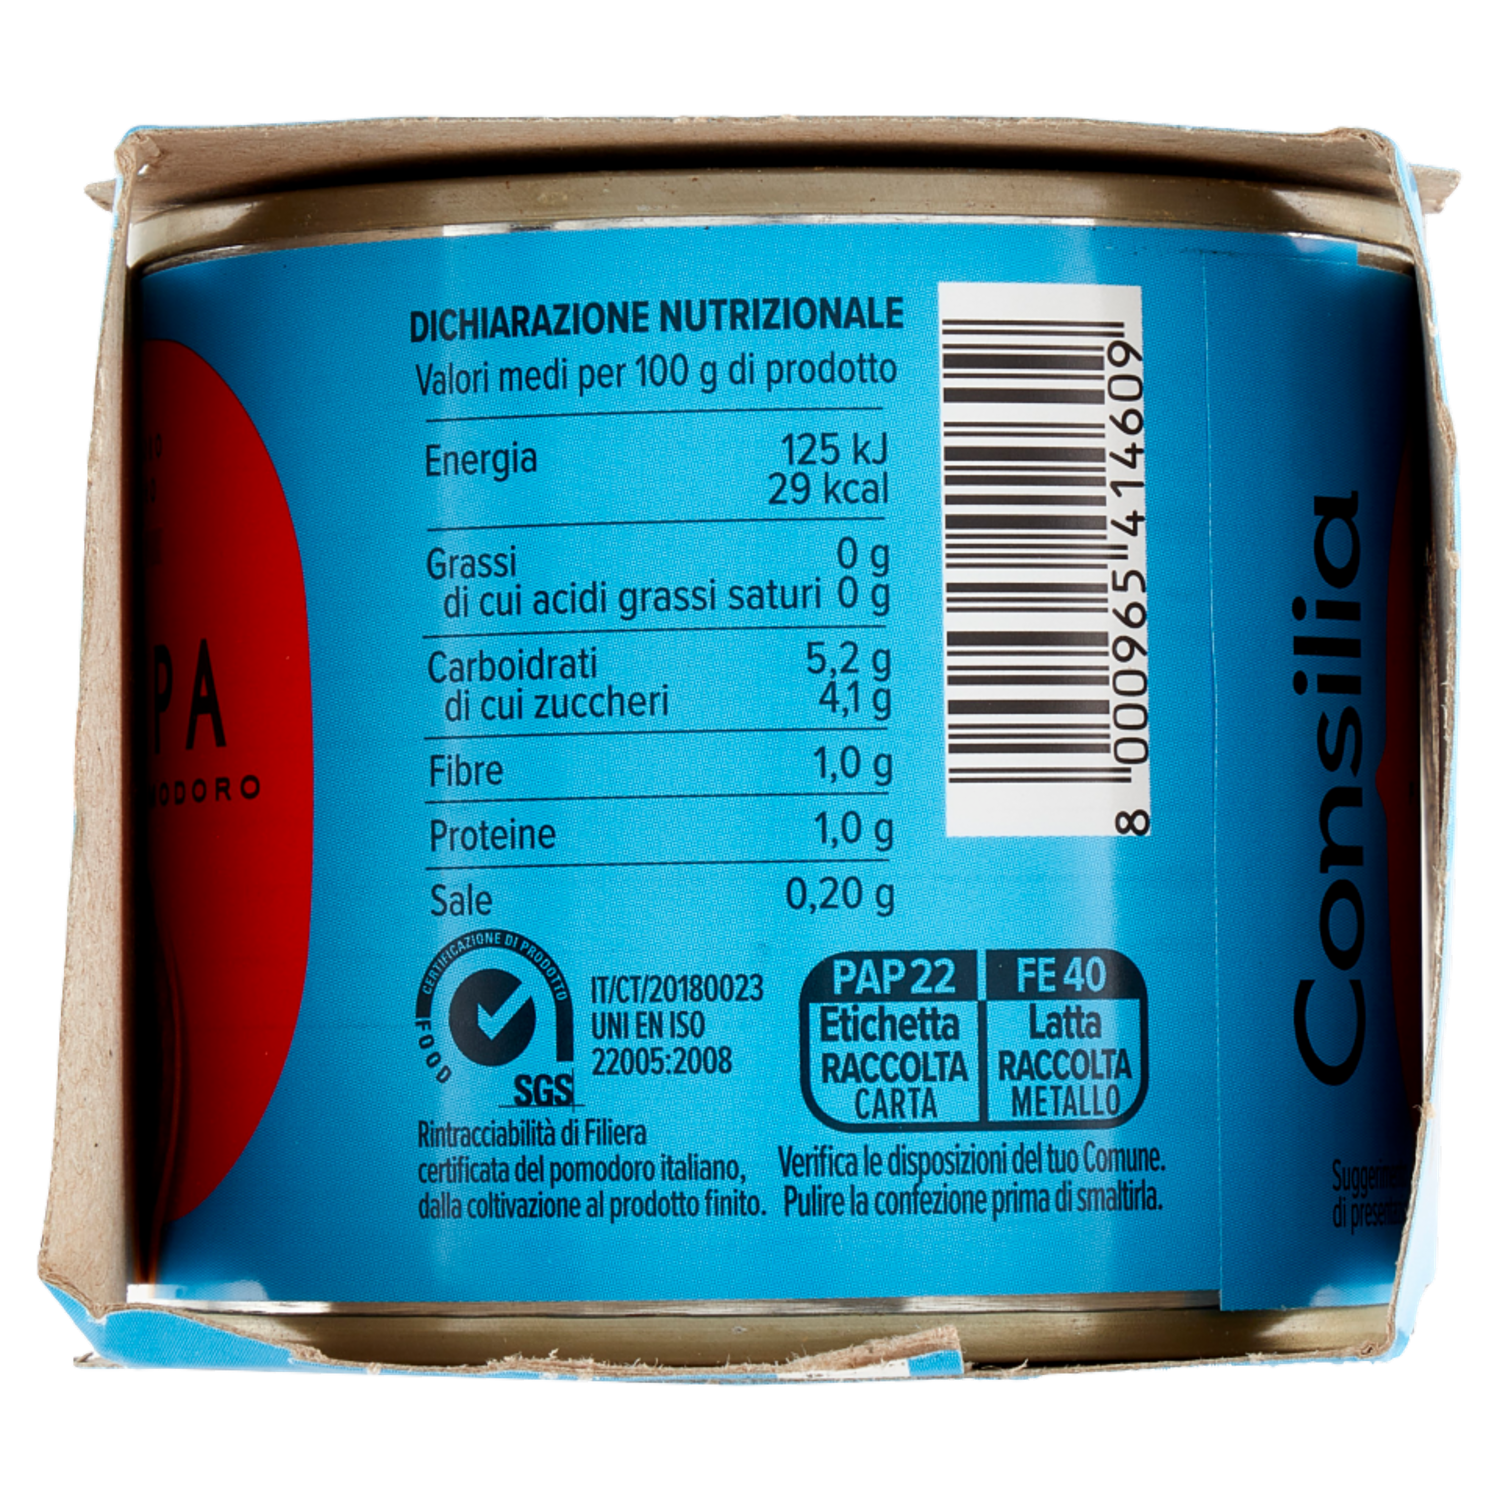 PA
MODORO
DICHIARAZIONE NUTRIZIONALE
Valori medi per 100 g di prodotto
Energia 125 kJ
29 kcal
Grassi 0 g
di cui acidi grassi saturi 0 g
Carboidrati 5,2 g
di cui zuccheri 4,1 g
Fibre 1,0 g
Proteine 1,0 g
Sale 0,20 g
8 000965 414609
CERTIFICAZIONE DI PRODOTTO
FOOD
SGS
IT/CT/20180023
UNI EN ISO
22005:2008
Rintracciabilità di Filiera
certificata del pomodoro italiano,
dalla coltivazione al prodotto finito.
PAP 22 FE 40
Etichetta Latta
RACCOLTA RACCOLTA
CARTA METALLO
Verifica le disposizioni del tuo Comune.
Pulire la confezione prima di smaltirla.
Consilia
di